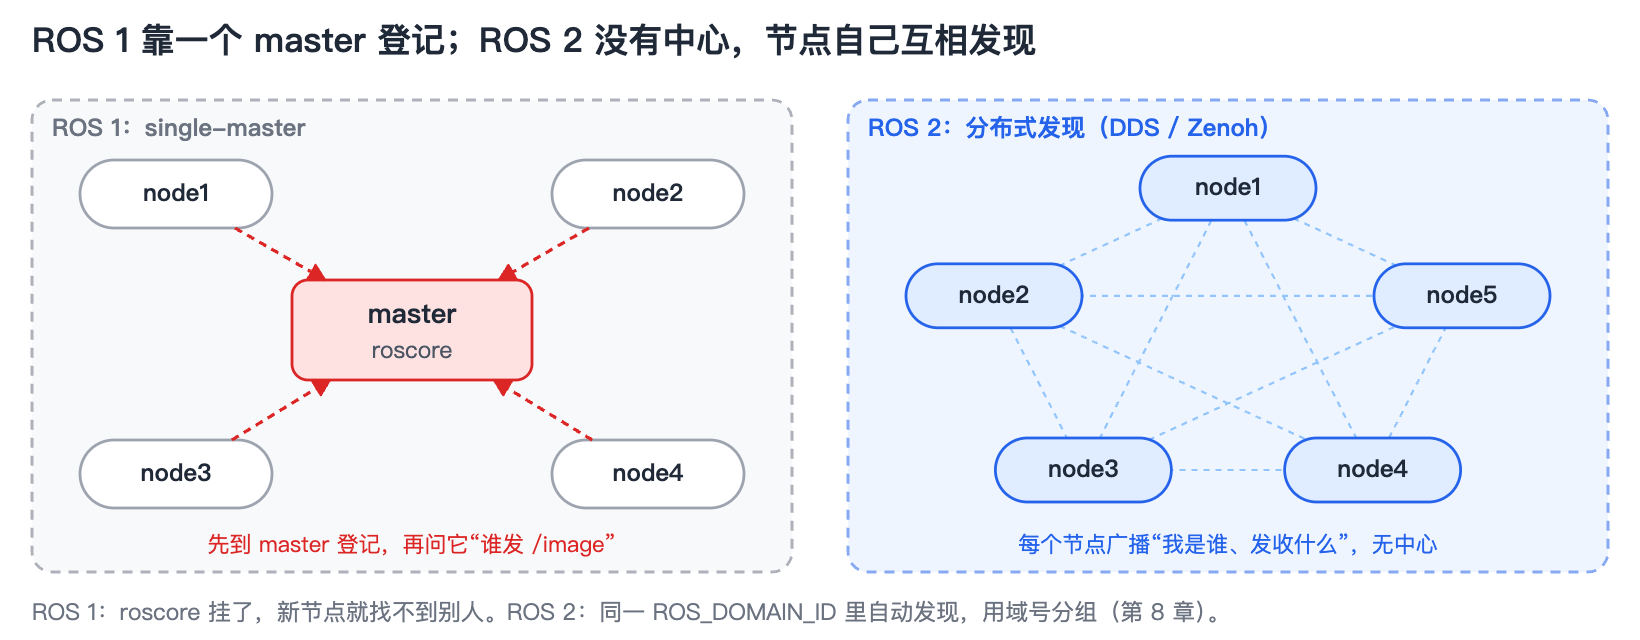 ROS 1 靠一个 master 登记；ROS 2 没有中心，节点自己互相发现
ROS 1：single-master
node1
node2
master
roscore
node3
node4
先到 master 登记，再问它“谁发 /image”
ROS 2：分布式发现（DDS / Zenoh）
node1
node2
node5
node3
node4
每个节点广播“我是谁、发收什么”，无中心
ROS 1：roscore 挂了，新节点就找不到别人。ROS 2：同一 ROS_DOMAIN_ID 里自动发现，用域号分组（第 8 章）。